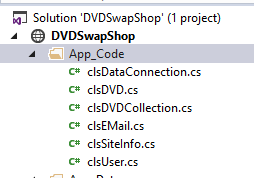 Solution 'DVDSwapShop' (1 project)
DVDSwapShop
App_Code
C# clsDataConnection.cs
C# clsDVD.cs
C# clsDVDCollection.cs
C# clsEMail.cs
C# clsSiteInfo.cs
C# clsUser.cs